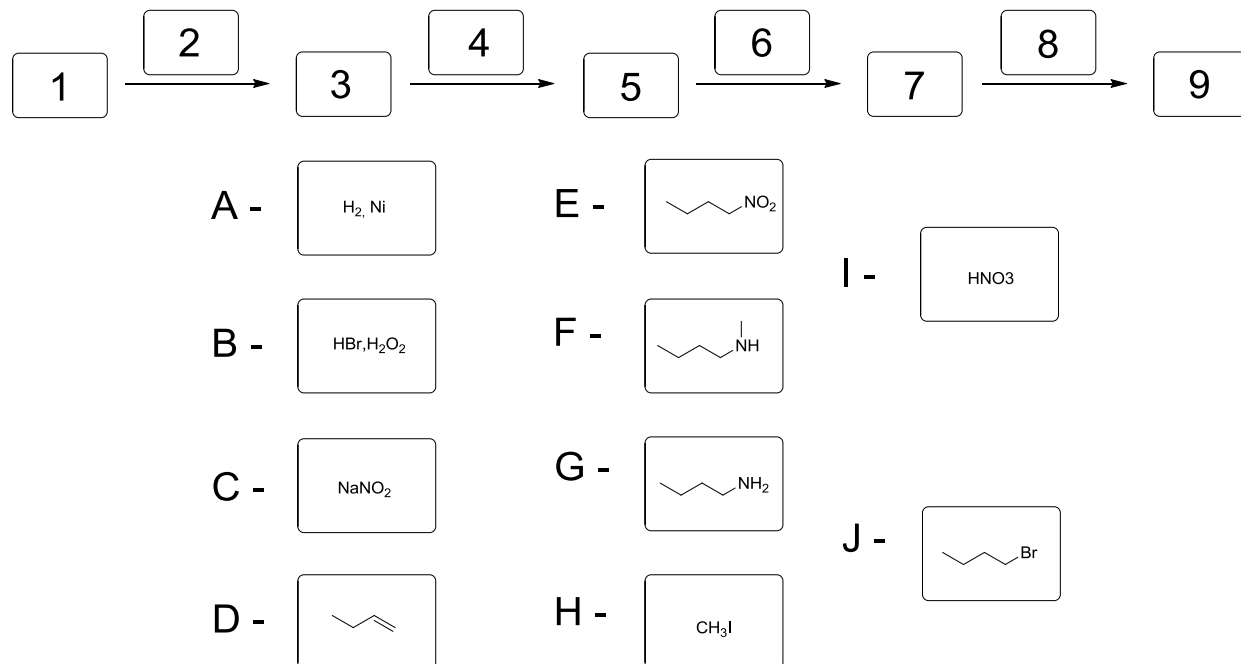 2 4 6 8
1 3 5 7 9
A - H₂, Ni
E - NO₂
I - HNO3
B - HBr,H₂O₂
F - NH
C - NaNO₂
G - NH₂
J - Br
D -
H - CH₃I